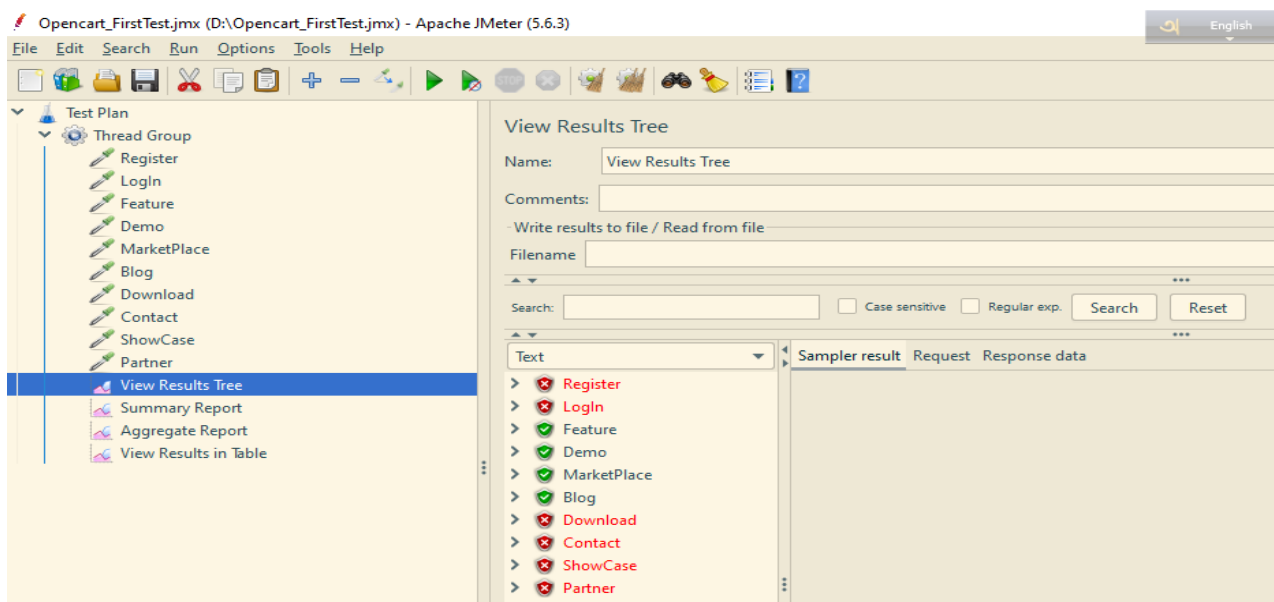 Opencart_FirstTest.jmx (D:\Opencart_FirstTest.jmx) - Apache JMeter (5.6.3)
অ English
File Edit Search Run Options Tools Help
STOP
?
Test Plan
Thread Group
Register
LogIn
Feature
Demo
MarketPlace
Blog
Download
Contact
ShowCase
Partner
View Results Tree
Summary Report
Aggregate Report
View Results in Table
View Results Tree
Name: View Results Tree
Comments:
Write results to file / Read from file
Filename
Search: Case sensitive Regular exp. Search Reset
Text
Register
LogIn
Feature
Demo
MarketPlace
Blog
Download
Contact
ShowCase
Partner
Sampler result Request Response data